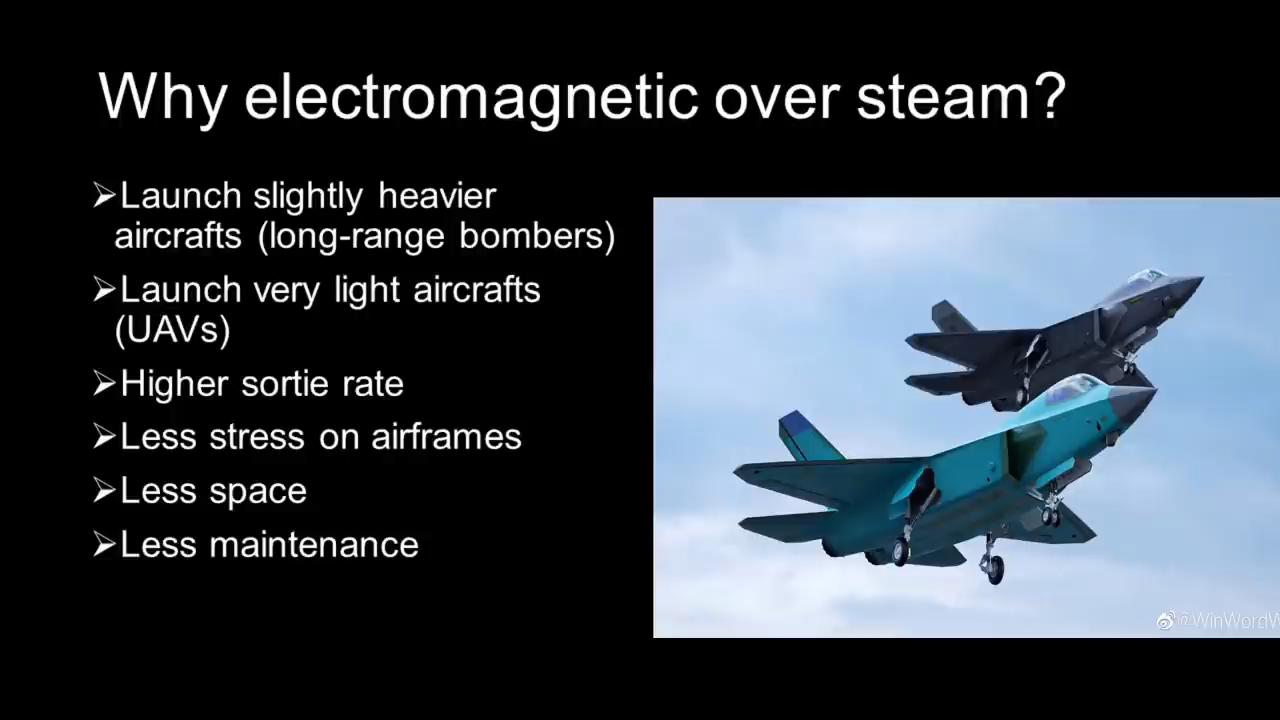 Why electromagnetic over steam?
➢Launch slightly heavier
aircrafts (long-range bombers)
➢Launch very light aircrafts
(UAVs)
➢Higher sortie rate
➢Less stress on airframes
➢Less space
➢Less maintenance
@WinWordW